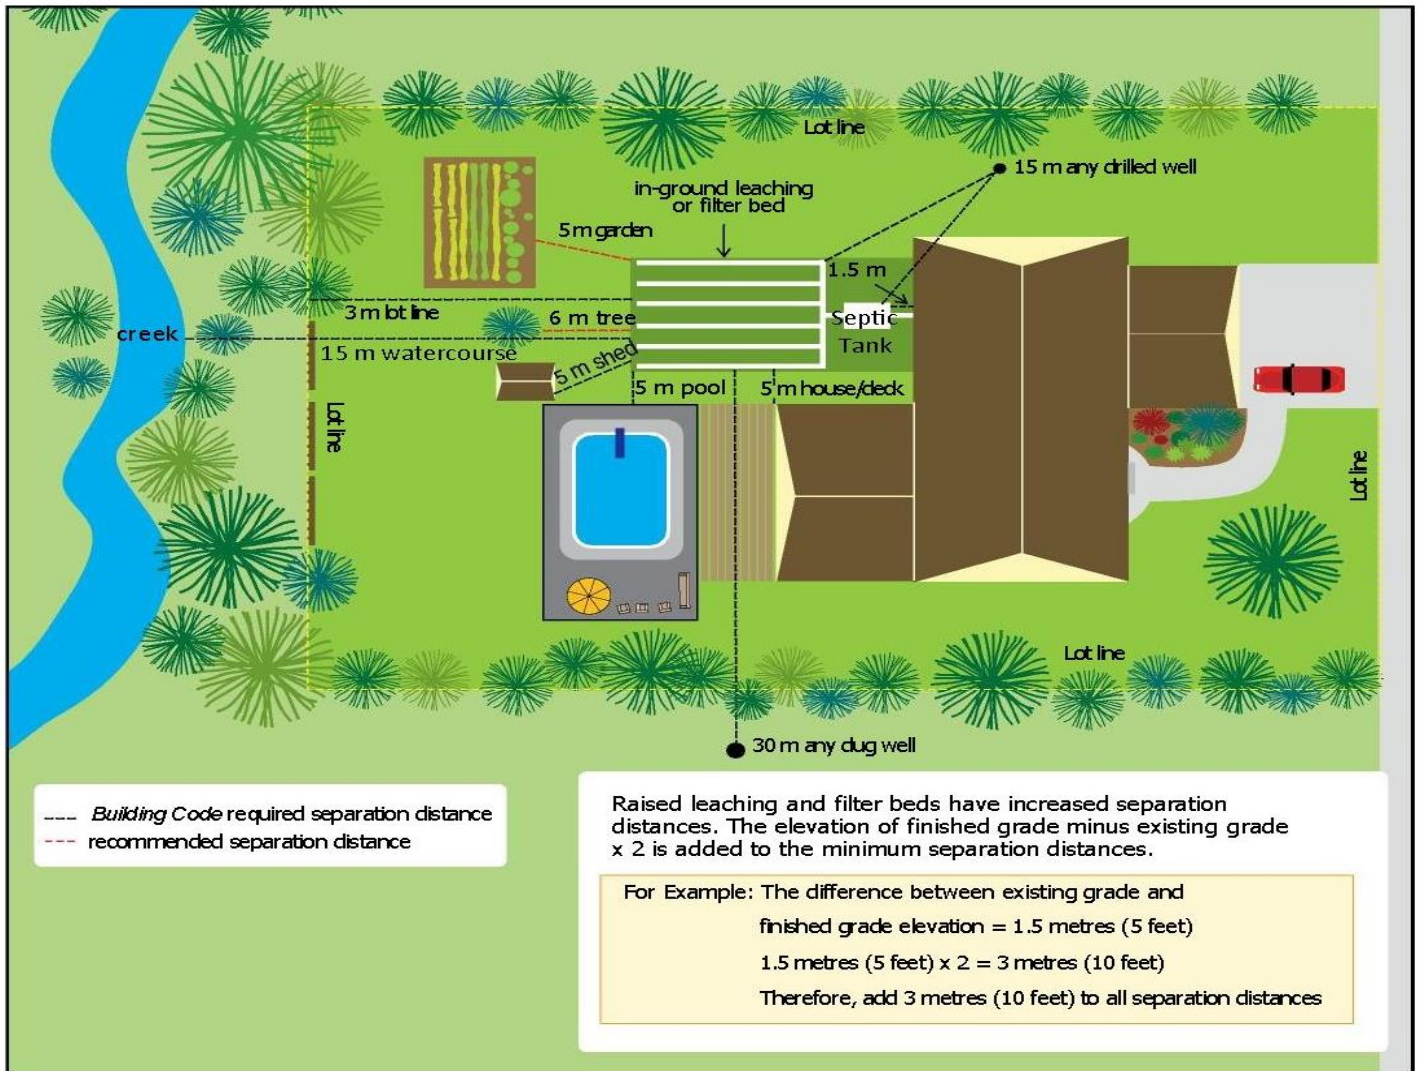 Lot line
15 m any drilled well
in-ground leaching
or filter bed
5 m garden
1.5 m
3 m lot line
6 m tree
Septic
Tank
creek
15 m watercourse
5 m shed
5 m pool
5 m house/deck
Lot line
Lot line
Lot line
30 m any dug well
Building Code required separation distance
recommended separation distance
Raised leaching and filter beds have increased separation
distances. The elevation of finished grade minus existing grade
x 2 is added to the minimum separation distances.
For Example: The difference between existing grade and
finished grade elevation = 1.5 metres (5 feet)
1.5 metres (5 feet) x 2 = 3 metres (10 feet)
Therefore, add 3 metres (10 feet) to all separation distances